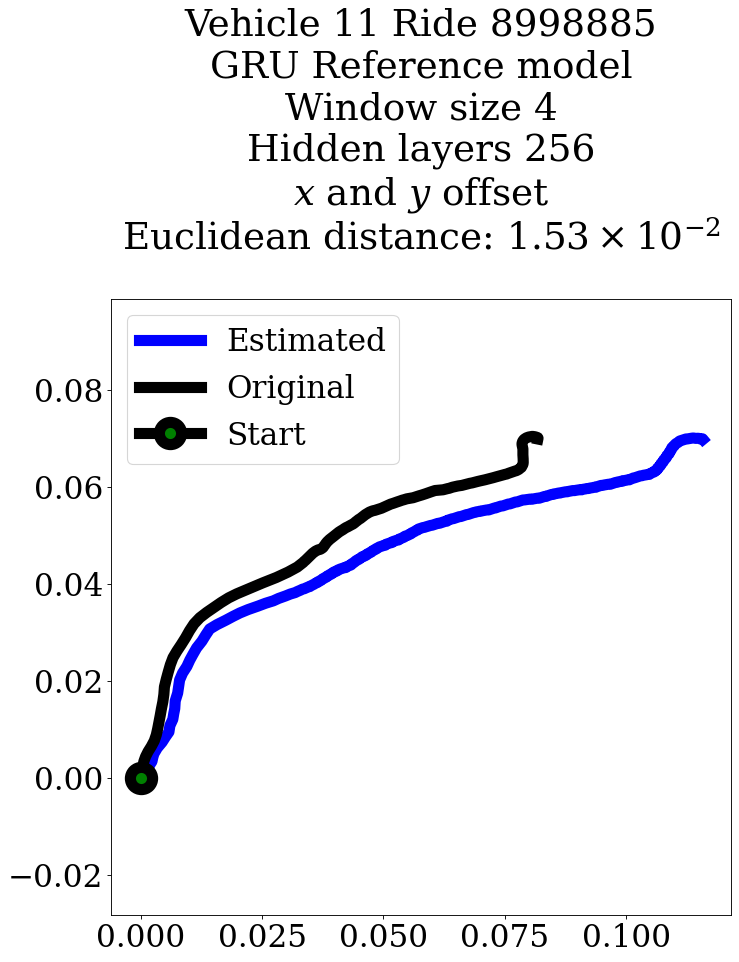 Vehicle 11 Ride 8998885
GRU Reference model
Window size 4
Hidden layers 256
x and y offset
Euclidean distance: 1.53 × 10⁻²
Estimated
Original
Start
0.08
0.06
0.04
0.02
0.00
−0.02
0.000 0.025 0.050 0.075 0.100